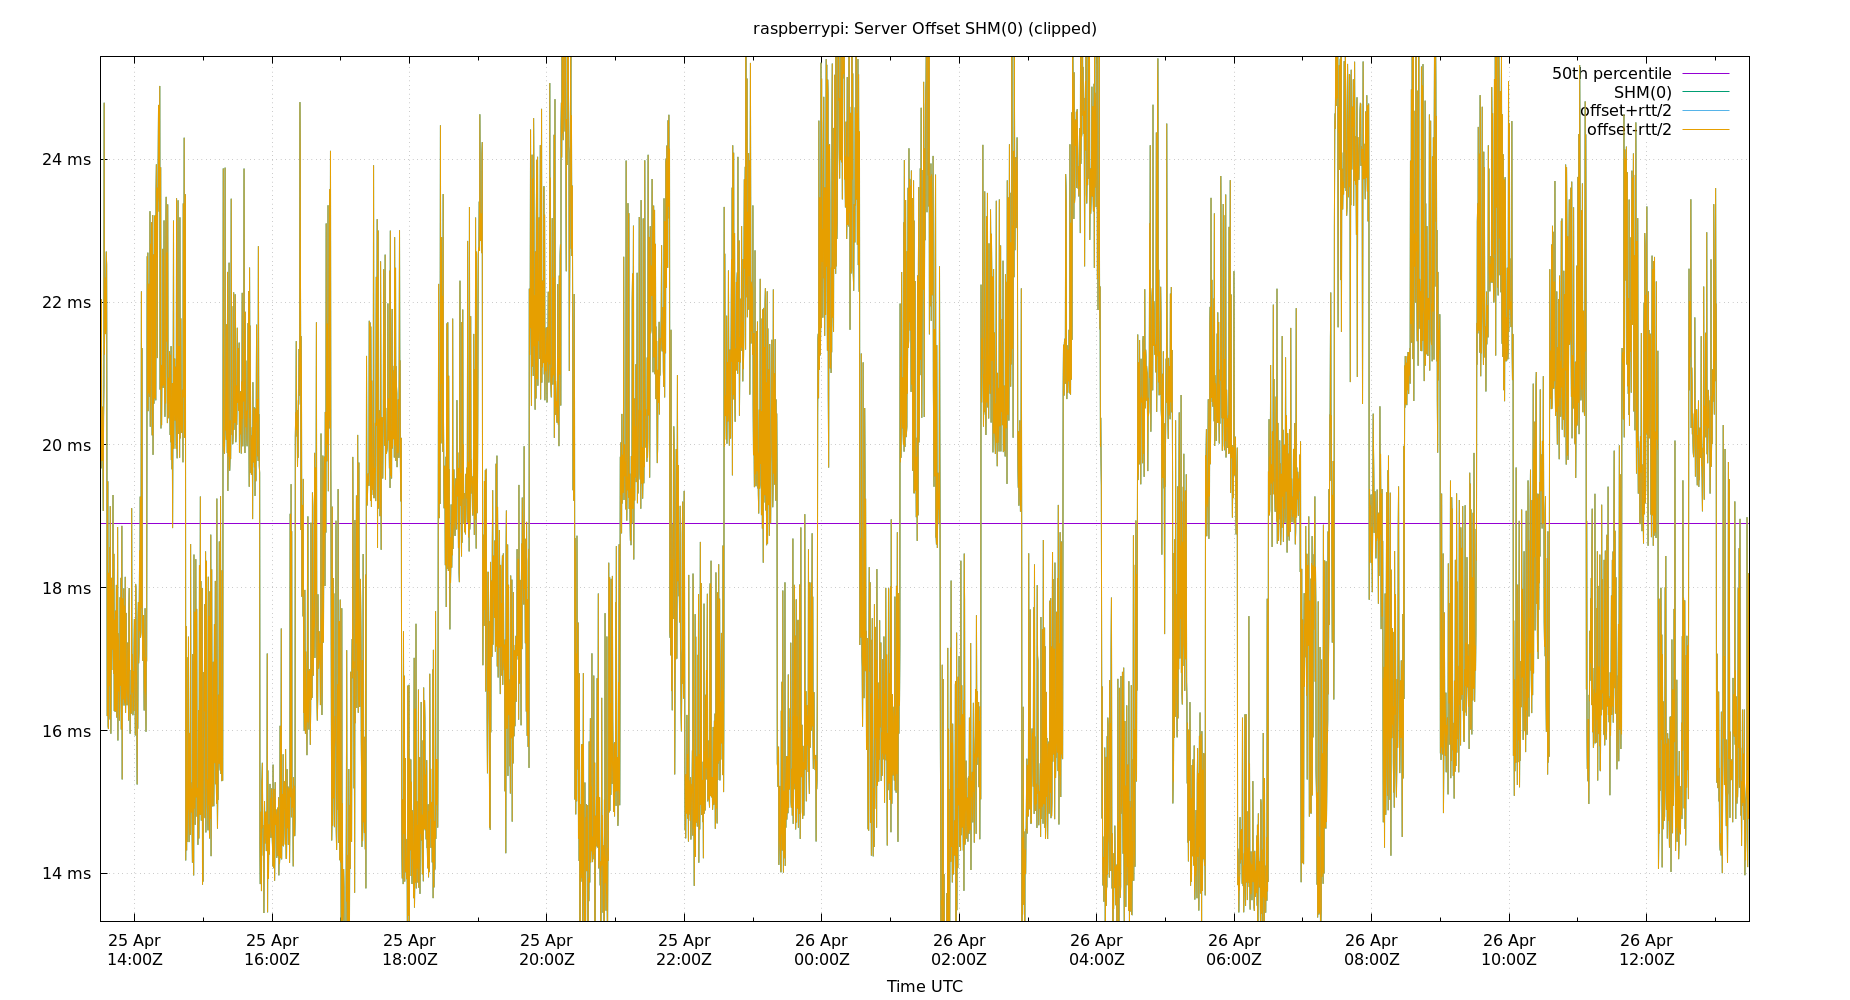 raspberrypi: Server Offset SHM(0) (clipped)
50th percentile
SHM(0)
offset+rtt/2
offset-rtt/2
24 ms
22 ms
20 ms
18 ms
16 ms
14 ms
25 Apr 25 Apr 25 Apr 25 Apr 25 Apr 26 Apr 26 Apr 26 Apr 26 Apr 26 Apr 26 Apr 26 Apr
14:00Z 16:00Z 18:00Z 20:00Z 22:00Z 00:00Z 02:00Z 04:00Z 06:00Z 08:00Z 10:00Z 12:00Z
Time UTC